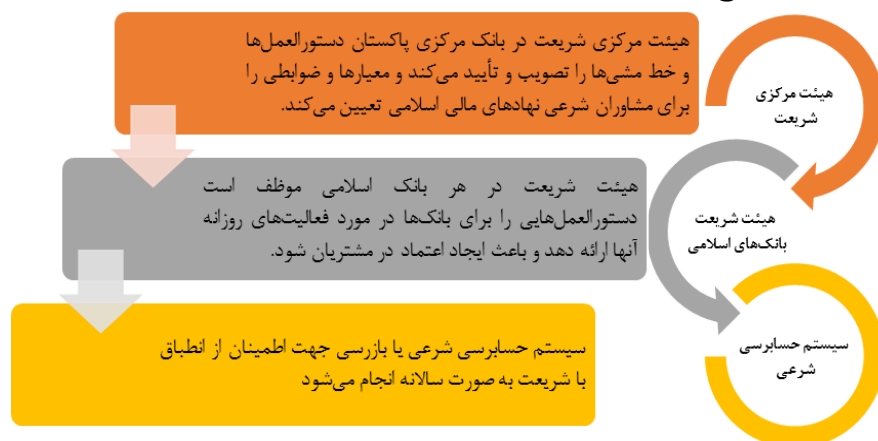 هیئت مرکزی شریعت
هیئت مرکزی شریعت در بانک مرکزی پاکستان دستورالعمل‌ها
و خط مشی‌ها را تصویب و تأیید می‌کند و معیارها و ضوابطی را
برای مشاوران شرعی نهادهای مالی اسلامی تعیین می‌کند.
هیئت شریعت
بانک‌های اسلامی
هیئت شریعت در هر بانک اسلامی موظف است
دستورالعمل‌هایی را برای بانک‌ها در مورد فعالیت‌های روزانه
آنها ارائه دهد و باعث ایجاد اعتماد در مشتریان شود.
سیستم حسابرسی
شرعی
سیستم حسابرسی شرعی یا بازرسی جهت اطمینان از انطباق
با شریعت به صورت سالانه انجام می‌شود